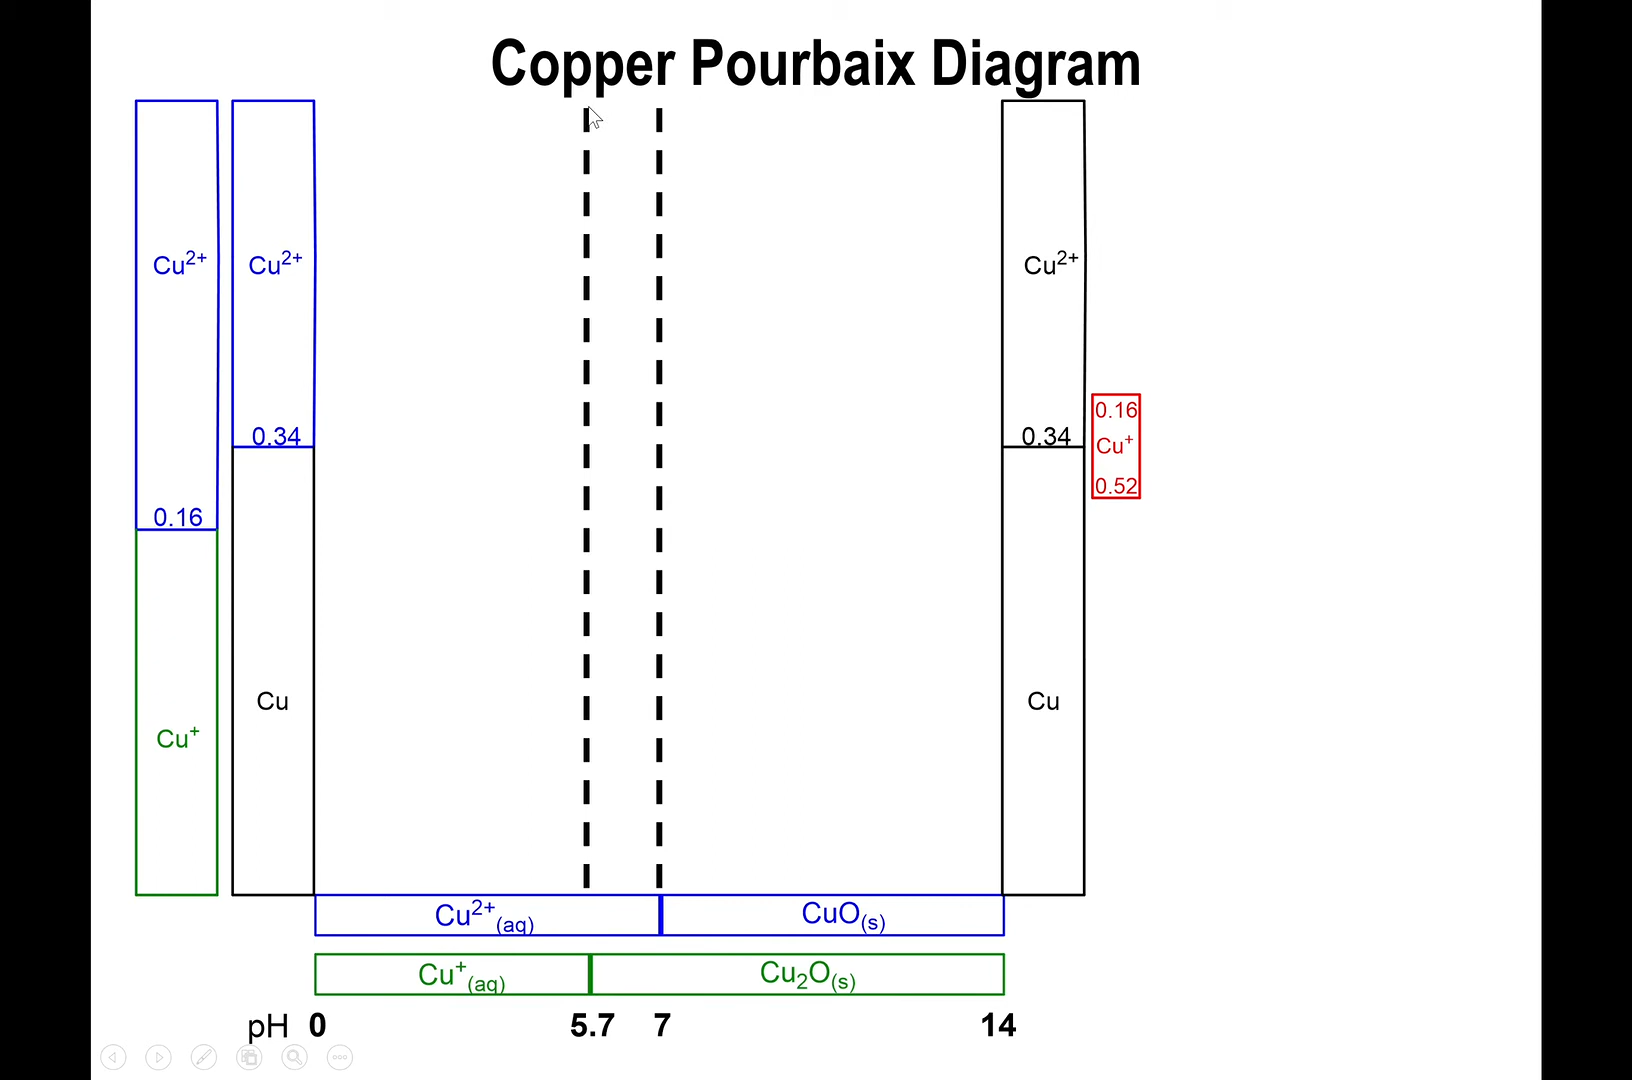 Copper Pourbaix Diagram
Cu²⁺ Cu²⁺ Cu²⁺
0.16
0.34 0.34 Cu⁺
0.52
0.16
Cu Cu
Cu⁺
Cu²⁺(aq) CuO(s)
Cu⁺(aq) Cu₂O(s)
pH 0 5.7 7 14